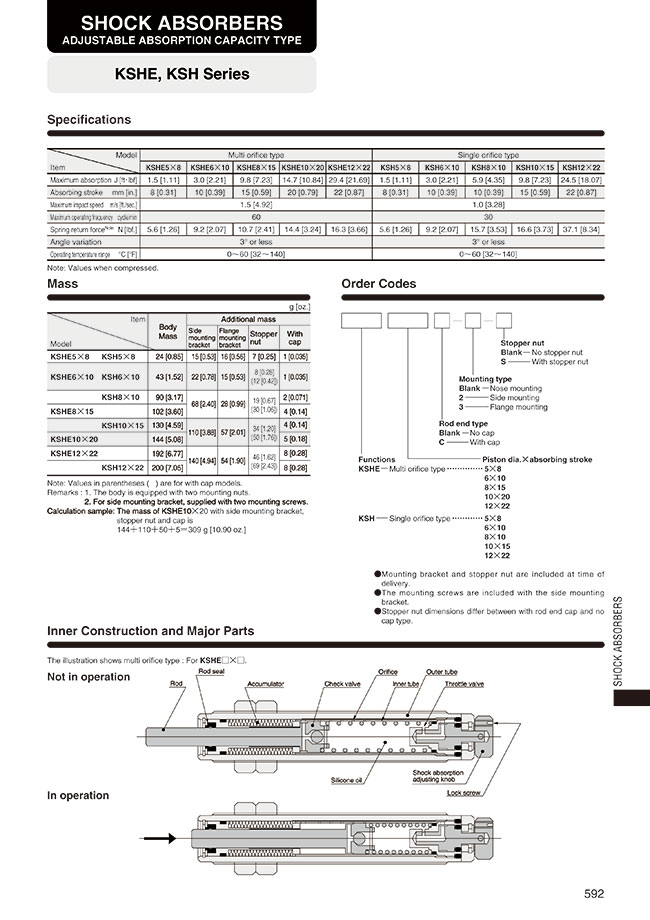 SHOCK ABSORBERS
ADJUSTABLE ABSORPTION CAPACITY TYPE
KSHE, KSH Series
Specifications
Model Multi orifice type Single orifice type
Item KSHE5×8 KSHE6×10 KSHE8×15 KSHE10×20 KSHE12×22 KSH5×8 KSH6×10 KSH8×10 KSH10×15 KSH12×22
Maximum absorption J [ft·lbf] 1.5 [1.11] 3.0 [2.21] 9.8 [7.23] 14.7 [10.84] 29.4 [21.69] 1.5 [1.11] 3.0 [2.21] 5.9 [4.35] 9.8 [7.23] 24.5 [18.07]
Absorbing stroke mm [in.] 8 [0.31] 10 [0.39] 15 [0.59] 20 [0.79] 22 [0.87] 8 [0.31] 10 [0.39] 10 [0.39] 15 [0.59] 22 [0.87]
Maximum impact speed m/s [ft./sec.] 1.5 [4.92] 1.0 [3.28]
Maximum operating frequency cycle/min 60 30
Spring return force Note N [lbf.] 5.6 [1.26] 9.2 [2.07] 10.7 [2.41] 14.4 [3.24] 16.3 [3.66] 5.6 [1.26] 9.2 [2.07] 15.7 [3.53] 16.6 [3.73] 37.1 [8.34]
Angle variation 3° or less 3° or less
Operating temperature range °C [°F] 0～60 [32～140] 0～60 [32～140]
Note: Values when compressed.
Mass
g [oz.]
Item Body Mass Additional mass
Model Side mounting bracket Flange mounting bracket Stopper nut With cap
KSHE5×8 KSH5×8 24 [0.85] 15 [0.53] 16 [0.56] 7 [0.25] 1 [0.035]
KSHE6×10 KSH6×10 43 [1.52] 22 [0.78] 15 [0.53] 8 [0.28] (12 [0.42]) 1 [0.035]
KSH8×10 90 [3.17] 68 [2.40] 28 [0.99] 19 [0.67] (30 [1.06]) 2 [0.071]
KSHE8×15 102 [3.60] 4 [0.14]
KSH10×15 130 [4.59] 110 [3.88] 57 [2.01] 34 [1.20] (50 [1.76]) 4 [0.14]
KSHE10×20 144 [5.08] 5 [0.18]
KSHE12×22 192 [6.77] 140 [4.94] 54 [1.90] 46 [1.62] (69 [2.43]) 8 [0.28]
KSH12×22 200 [7.05] 8 [0.28]
Note: Values in parentheses ( ) are for with cap models.
Remarks : 1. The body is equipped with two mounting nuts.
2. For side mounting bracket, supplied with two mounting screws.
Calculation sample: The mass of KSHE10×20 with side mounting bracket,
stopper nut and cap is
144＋110＋50＋5＝309 g [10.90 oz.]
Order Codes
Stopper nut
Blank — No stopper nut
S — With stopper nut
Mounting type
Blank — Nose mounting
2 — Side mounting
3 — Flange mounting
Rod end type
Blank — No cap
C — With cap
Functions Piston dia.×absorbing stroke
KSHE — Multi orifice type ············ 5×8
6×10
8×15
10×20
12×22
KSH — Single orifice type ·········· 5×8
6×10
8×10
10×15
12×22
●Mounting bracket and stopper nut are included at time of
delivery.
●The mounting screws are included with the side mounting
bracket.
●Stopper nut dimensions differ between with rod end cap and no
cap type.
SHOCK ABSORBERS
Inner Construction and Major Parts
The illustration shows multi orifice type : For KSHE□×□.
Not in operation
Rod
Rod seal
Accumulator
Check valve
Orifice
Inner tube
Outer tube
Throttle valve
Silicone oil
Shock absorption
adjusting knob
Lock screw
In operation
592